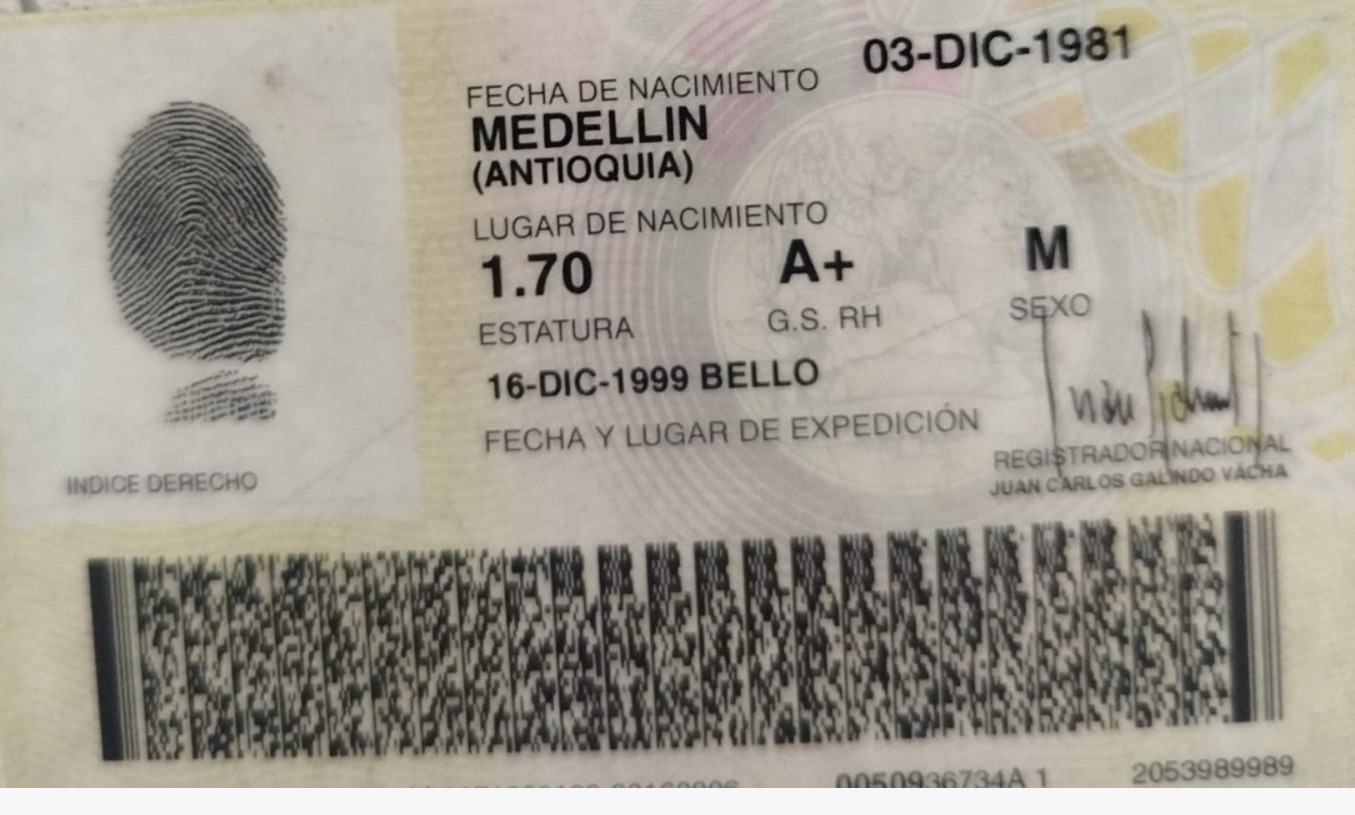 03-DIC-1981
FECHA DE NACIMIENTO
MEDELLIN
(ANTIOQUIA)
LUGAR DE NACIMIENTO
1.70 A+ M
ESTATURA G.S. RH SEXO
16-DIC-1999 BELLO
FECHA Y LUGAR DE EXPEDICIÓN
REGISTRADOR NACIONAL
JUAN CARLOS GALINDO VÁCHA
INDICE DERECHO
0050936734A 1 2053989989